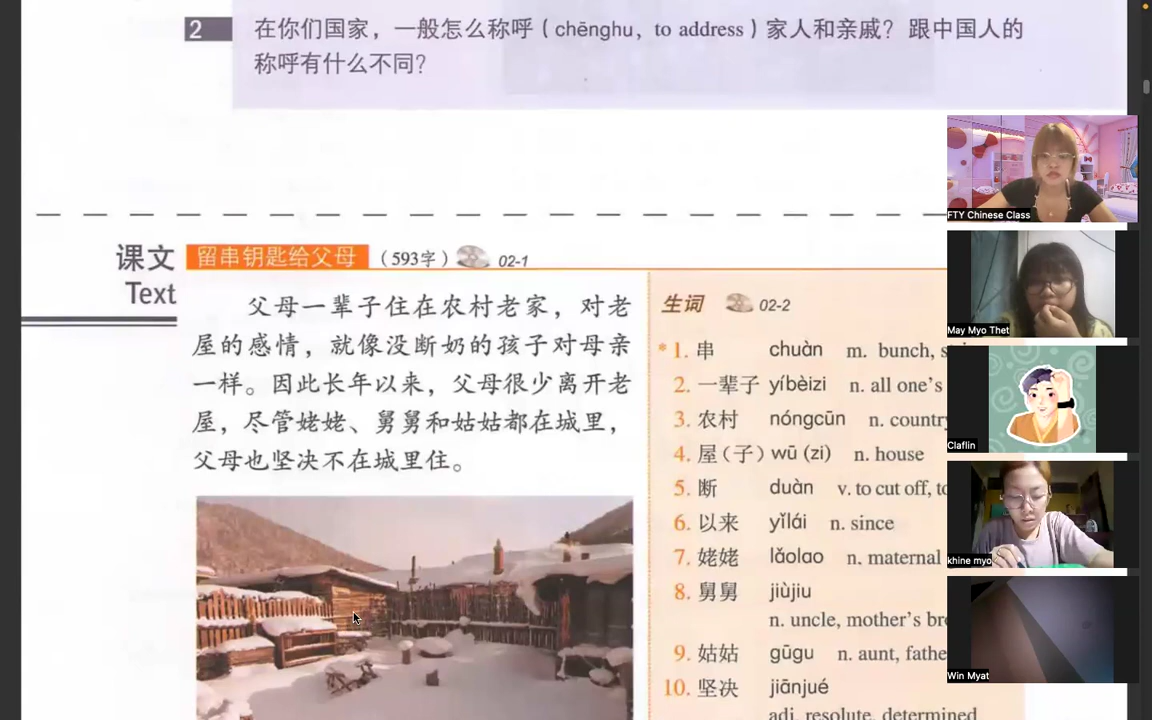 2 在你们国家，一般怎么称呼（chēnghu，to address）家人和亲戚？跟中国人的
称呼有什么不同？
课文
Text
留串钥匙给父母（593字） 02-1
父母一辈子住在农村老家，对老
屋的感情，就像没断奶的孩子对母亲
一样。因此长年以来，父母很少离开老
屋，尽管姥姥、舅舅和姑姑都在城里，
父母也坚决不在城里住。
生词 02-2
*1. 串 chuàn m. bunch,
2. 一辈子 yíbèizi n. all one's
3. 农村 nóngcūn n.
4. 屋（子）wū (zi) n. house
5. 断 duàn v. to cut off,
6. 以来 yǐlái n. since
7. 姥姥 lǎolao n. maternal
8. 舅舅 jiùjiu
n. uncle, mother's
9. 姑姑 gūgu n. aunt,
10. 坚决 jiānjué
adj. resolute, determined
FTY Chinese Class
May Myo Thet
Claflin
khine myo
Win Myat